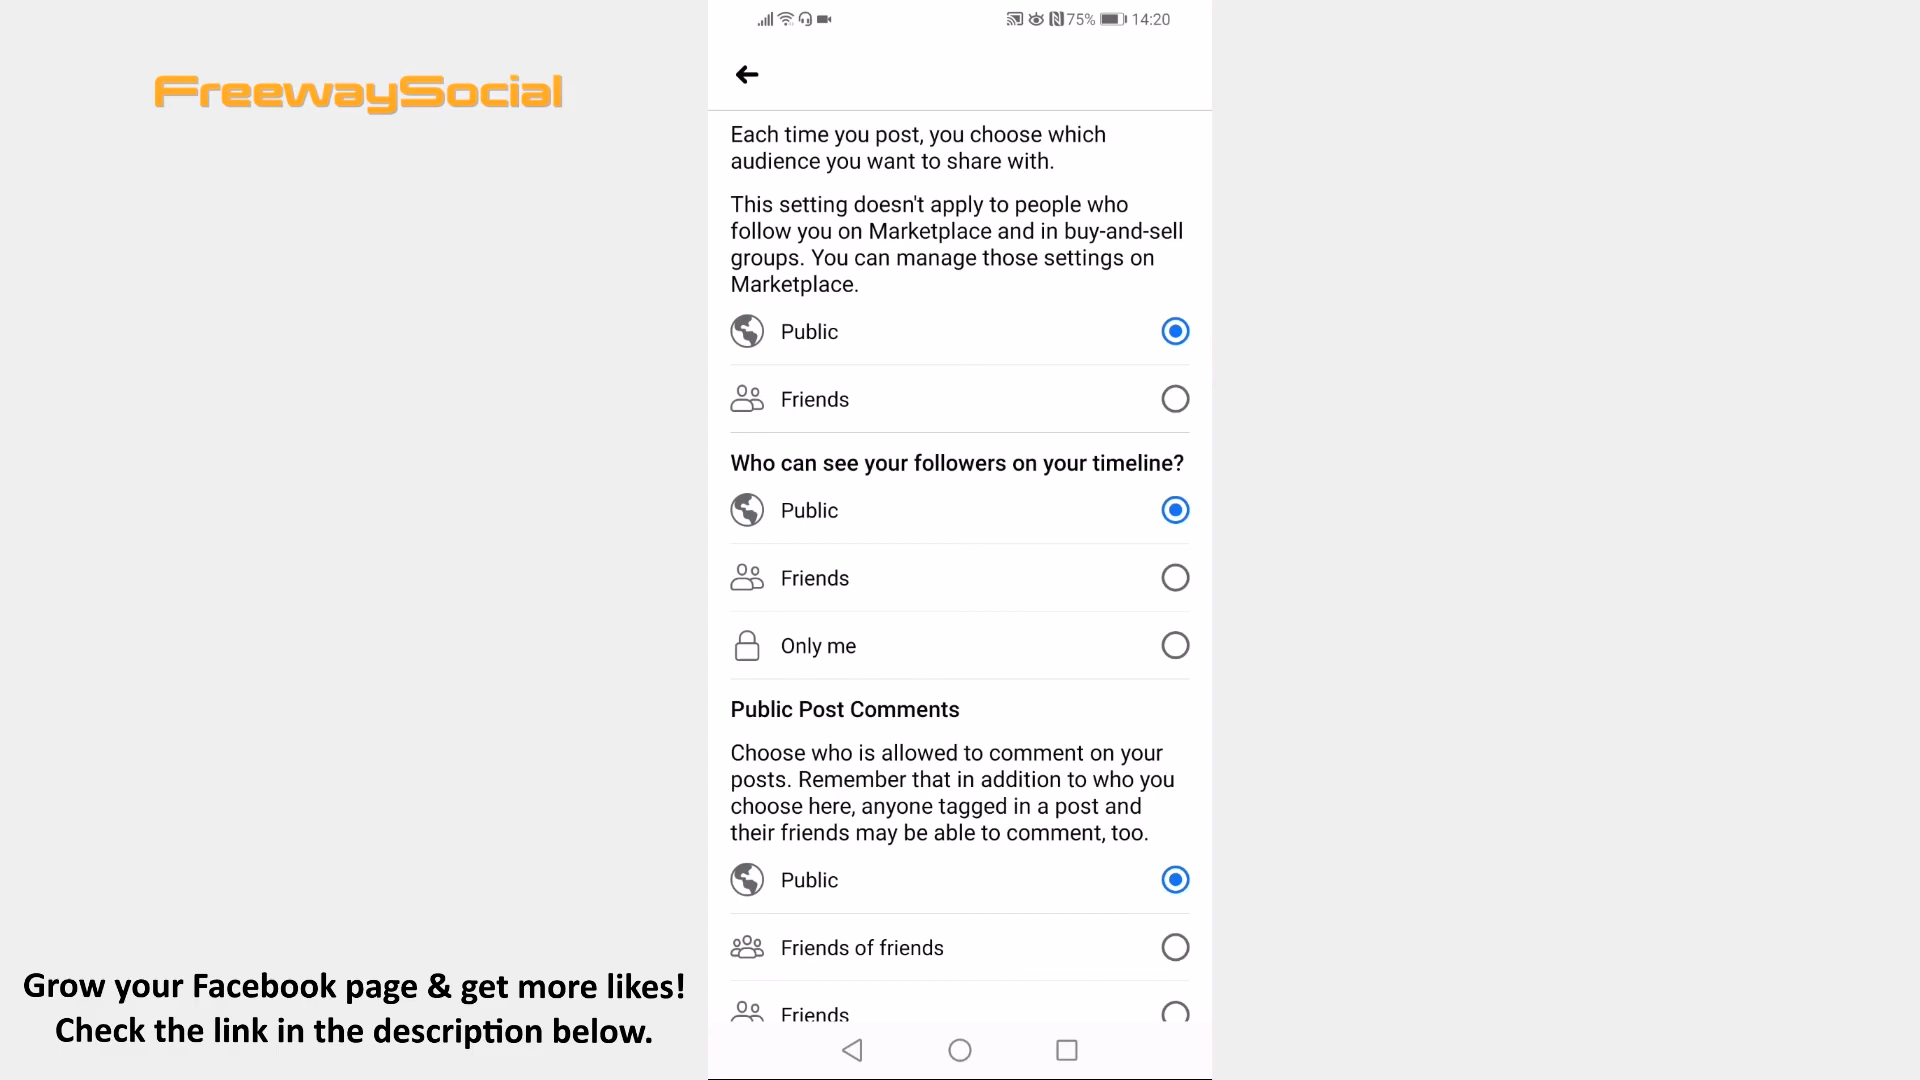 75% 14:20
FreewaySocial
Each time you post, you choose which
audience you want to share with.
This setting doesn't apply to people who
follow you on Marketplace and in buy-and-sell
groups. You can manage those settings on
Marketplace.
Public
Friends
Who can see your followers on your timeline?
Public
Friends
Only me
Public Post Comments
Choose who is allowed to comment on your
posts. Remember that in addition to who you
choose here, anyone tagged in a post and
their friends may be able to comment, too.
Public
Friends of friends
Friends
Grow your Facebook page & get more likes!
Check the link in the description below.